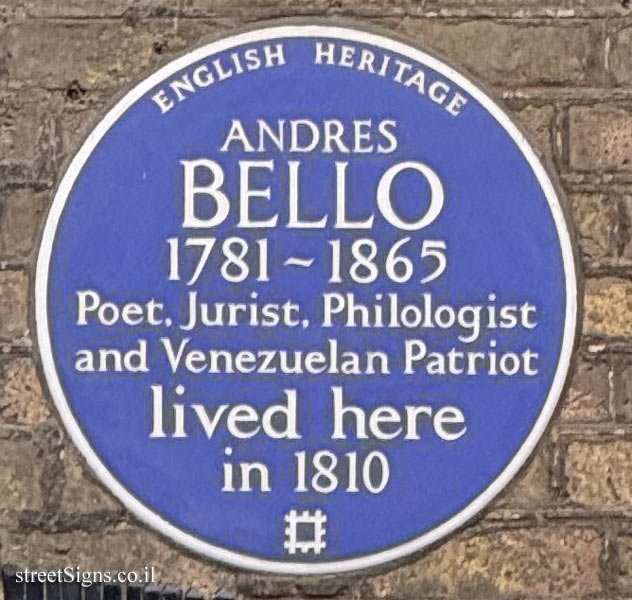 ENGLISH HERITAGE
ANDRES
BELLO
1781~1865
Poet, Jurist, Philologist
and Venezuelan Patriot
lived here
in 1810
streetSigns.co.il